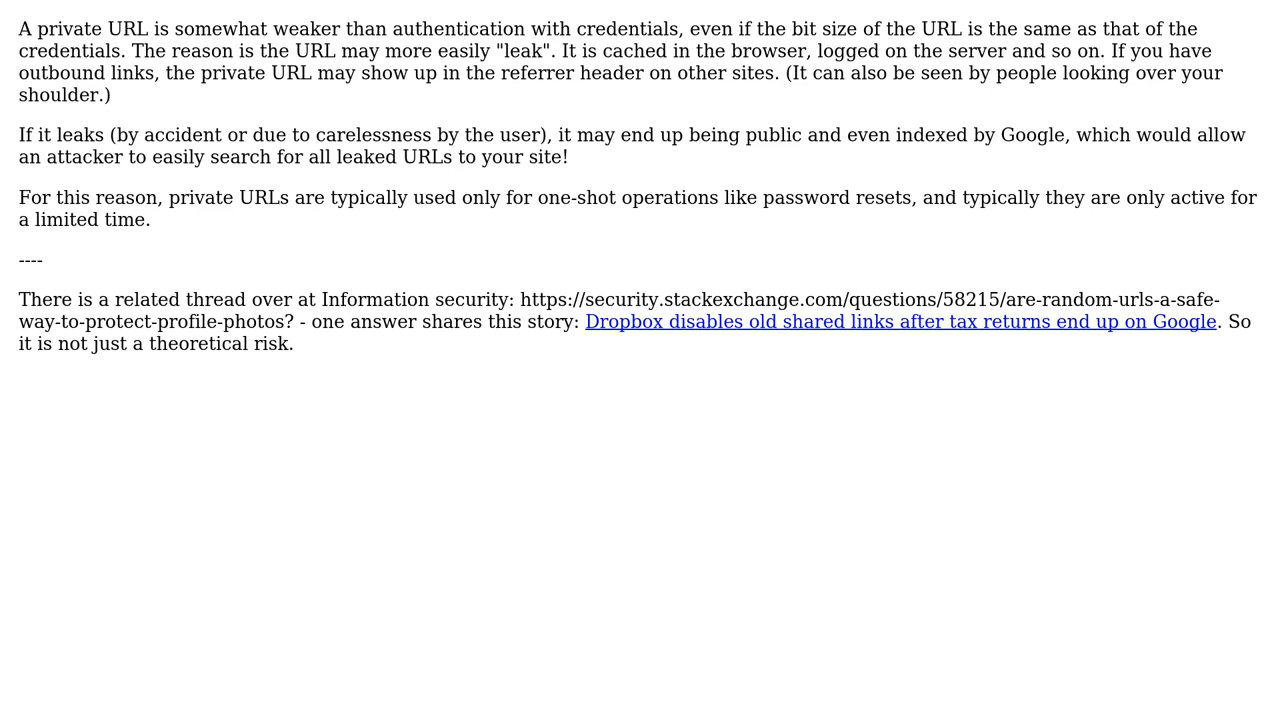 A private URL is somewhat weaker than authentication with credentials, even if the bit size of the URL is the same as that of the
credentials. The reason is the URL may more easily "leak". It is cached in the browser, logged on the server and so on. If you have
outbound links, the private URL may show up in the referrer header on other sites. (It can also be seen by people looking over your
shoulder.)
If it leaks (by accident or due to carelessness by the user), it may end up being public and even indexed by Google, which would allow
an attacker to easily search for all leaked URLs to your site!
For this reason, private URLs are typically used only for one-shot operations like password resets, and typically they are only active for
a limited time.
----
There is a related thread over at Information security: https://security.stackexchange.com/questions/58215/are-random-urls-a-safe-
way-to-protect-profile-photos? - one answer shares this story: Dropbox disables old shared links after tax returns end up on Google. So
it is not just a theoretical risk.